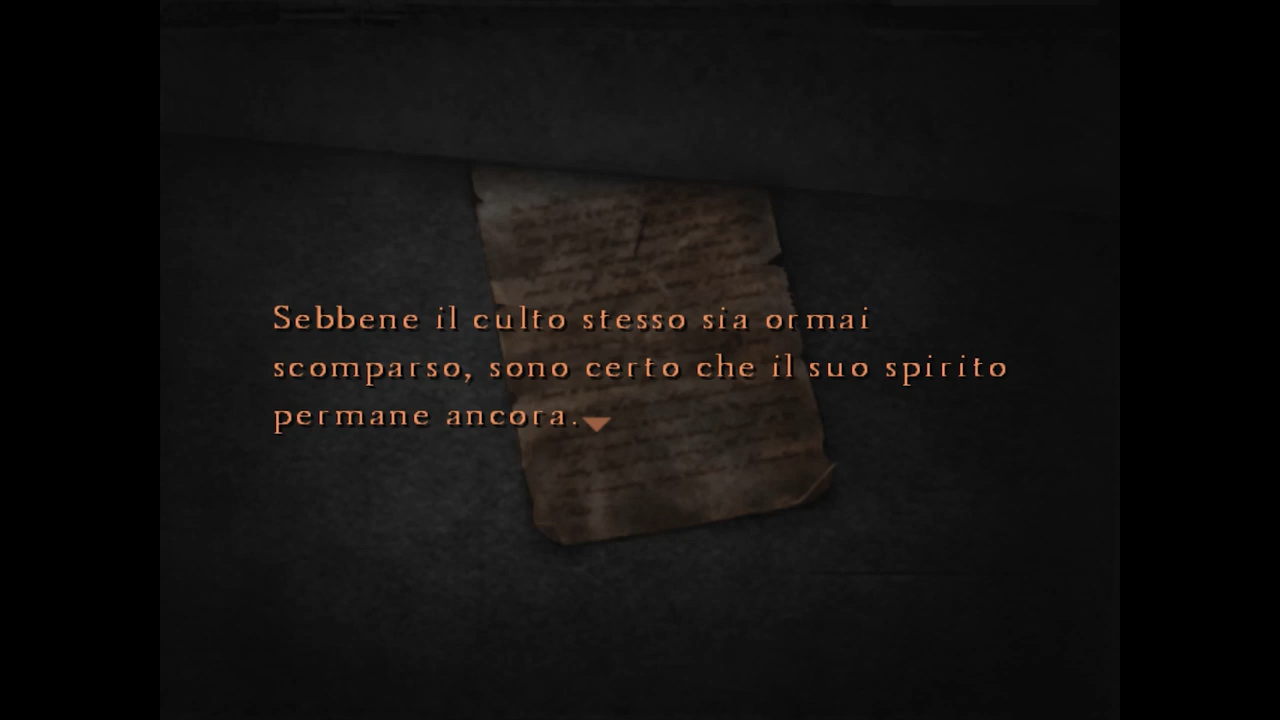 Sebbene il culto stesso sia ormai
scomparso, sono certo che il suo spirito
permane ancora.